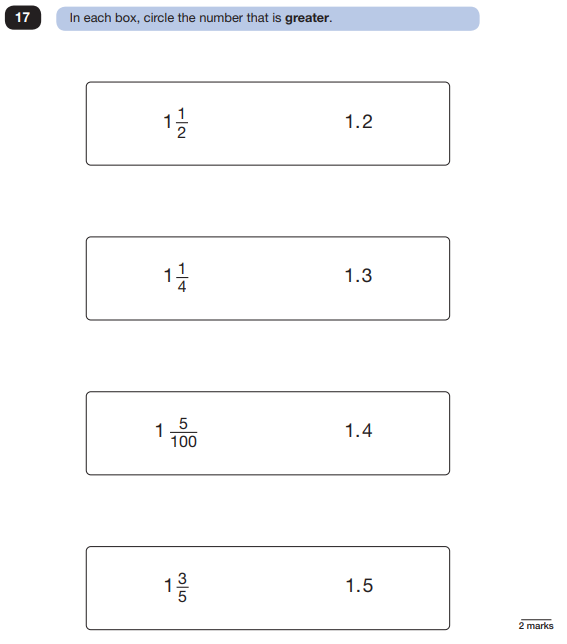 17 In each box, circle the number that is greater.
1 1/2 1.2
1 1/4 1.3
1 5/100 1.4
1 3/5 1.5
2 marks